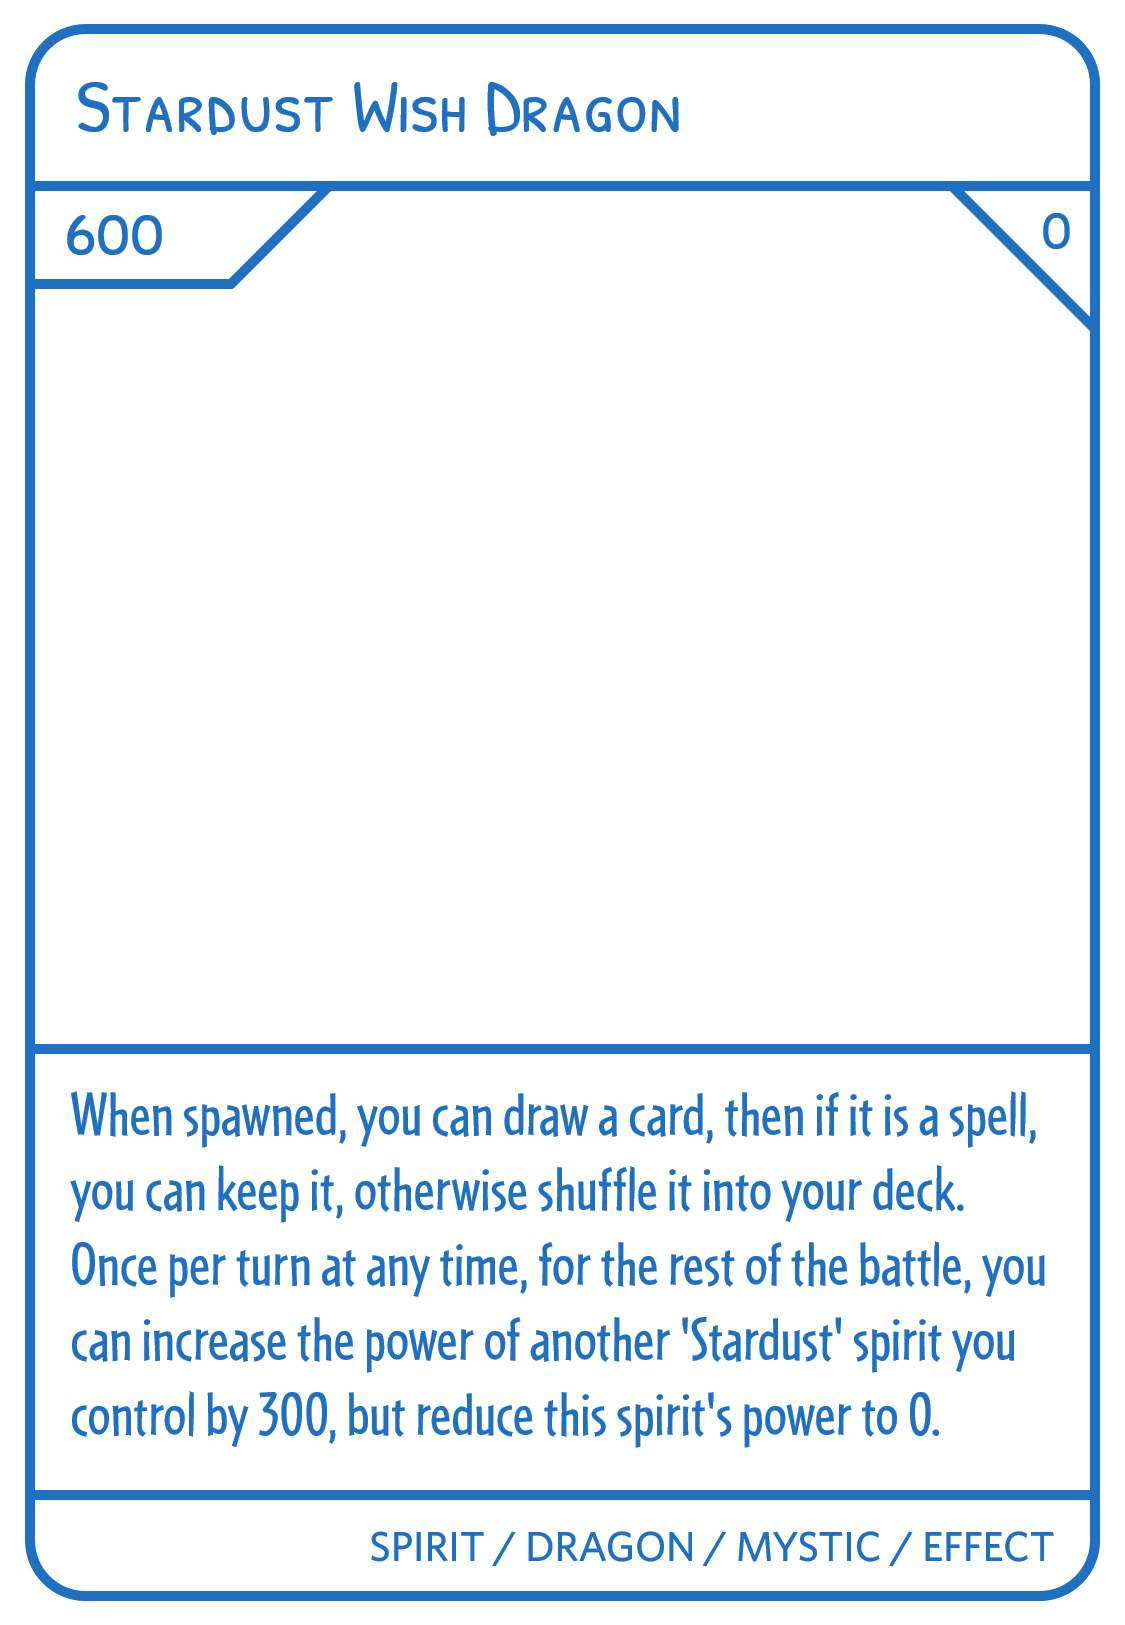 Stardust Wish Dragon
600
0
When spawned, you can draw a card, then if it is a spell,
you can keep it, otherwise shuffle it into your deck.
Once per turn at any time, for the rest of the battle, you
can increase the power of another 'Stardust' spirit you
control by 300, but reduce this spirit's power to 0.
SPIRIT / DRAGON / MYSTIC / EFFECT